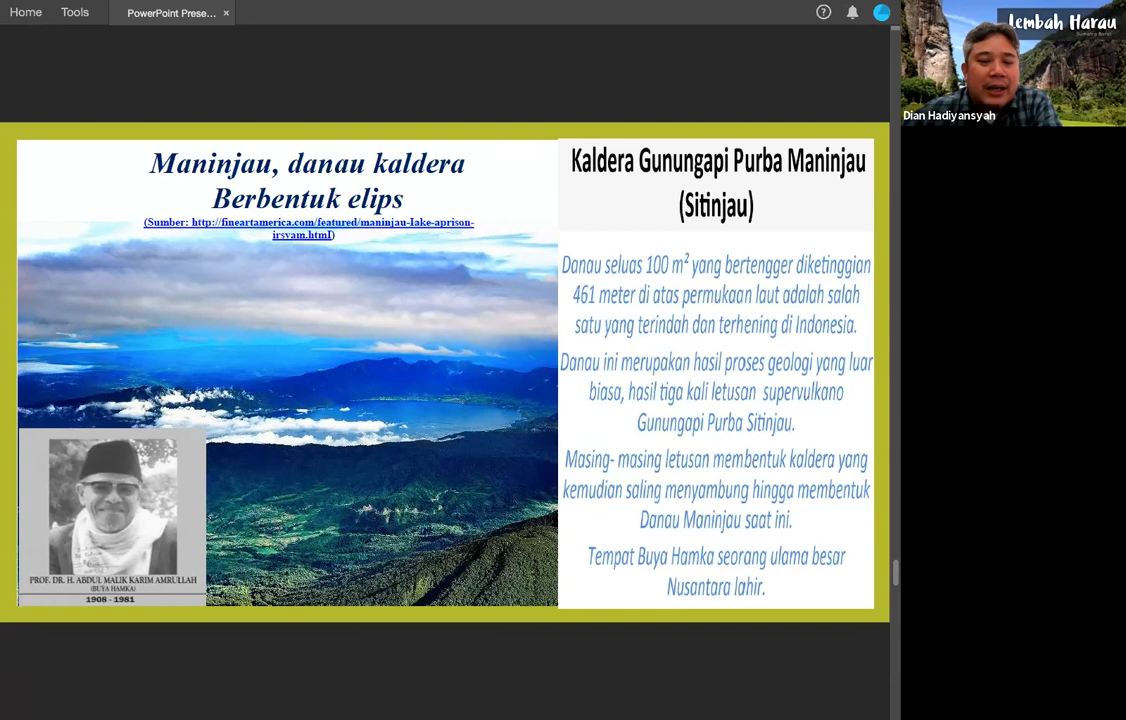 Home
Tools
PowerPoint Prese...
×
?
Lembah Harau
Dian Hadiyansyah
Maninjau, danau kaldera
Berbentuk elips
(Sumber: http://fineartamerica.com/featured/maninjau-Iake-aprison-
irsyam.htmI)
Kaldera Gunungapi Purba Maninjau
(Sitinjau)
Danau seluas 100 m² yang bertengger diketinggian
461 meter di atas permukaan laut adalah salah
satu yang terindah dan terhening di Indonesia.
Danau ini merupakan hasil proses geologi yang luar
biasa, hasil tiga kali letusan supervulkano
Gunungapi Purba Sitinjau.
Masing- masing letusan membentuk kaldera yang
kemudian saling menyambung hingga membentuk
Danau Maninjau saat ini.
Tempat Buya Hamka seorang ulama besar
Nusantara lahir.
PROF. DR. H. ABDUL MALIK KARIM AMRULLAH
(BUYA HAMKA)
1908 - 1981